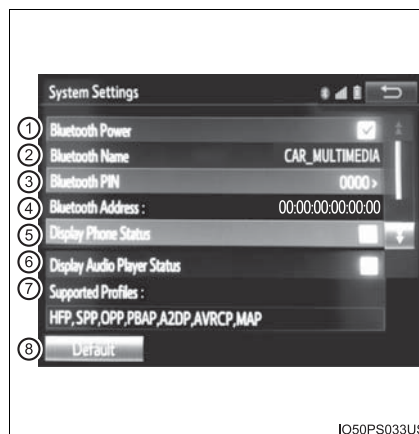 System Settings
1 Bluetooth Power
2 Bluetooth Name CAR_MULTIMEDIA
3 Bluetooth PIN 0000 >
4 Bluetooth Address : 00:00:00:00:00:00
5 Display Phone Status
6 Display Audio Player Status
7 Supported Profiles :
HFP,SPP,OPP,PBAP,A2DP,AVRCP,MAP
8 Default
IO50PS033US